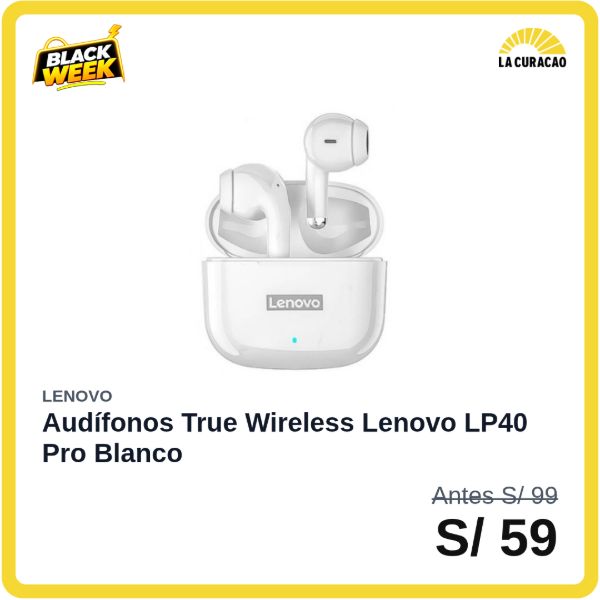 BLACK
WEEK
LA CURACAO
Lenovo
LENOVO
Audífonos True Wireless Lenovo LP40
Pro Blanco
Antes S/ 99
S/ 59